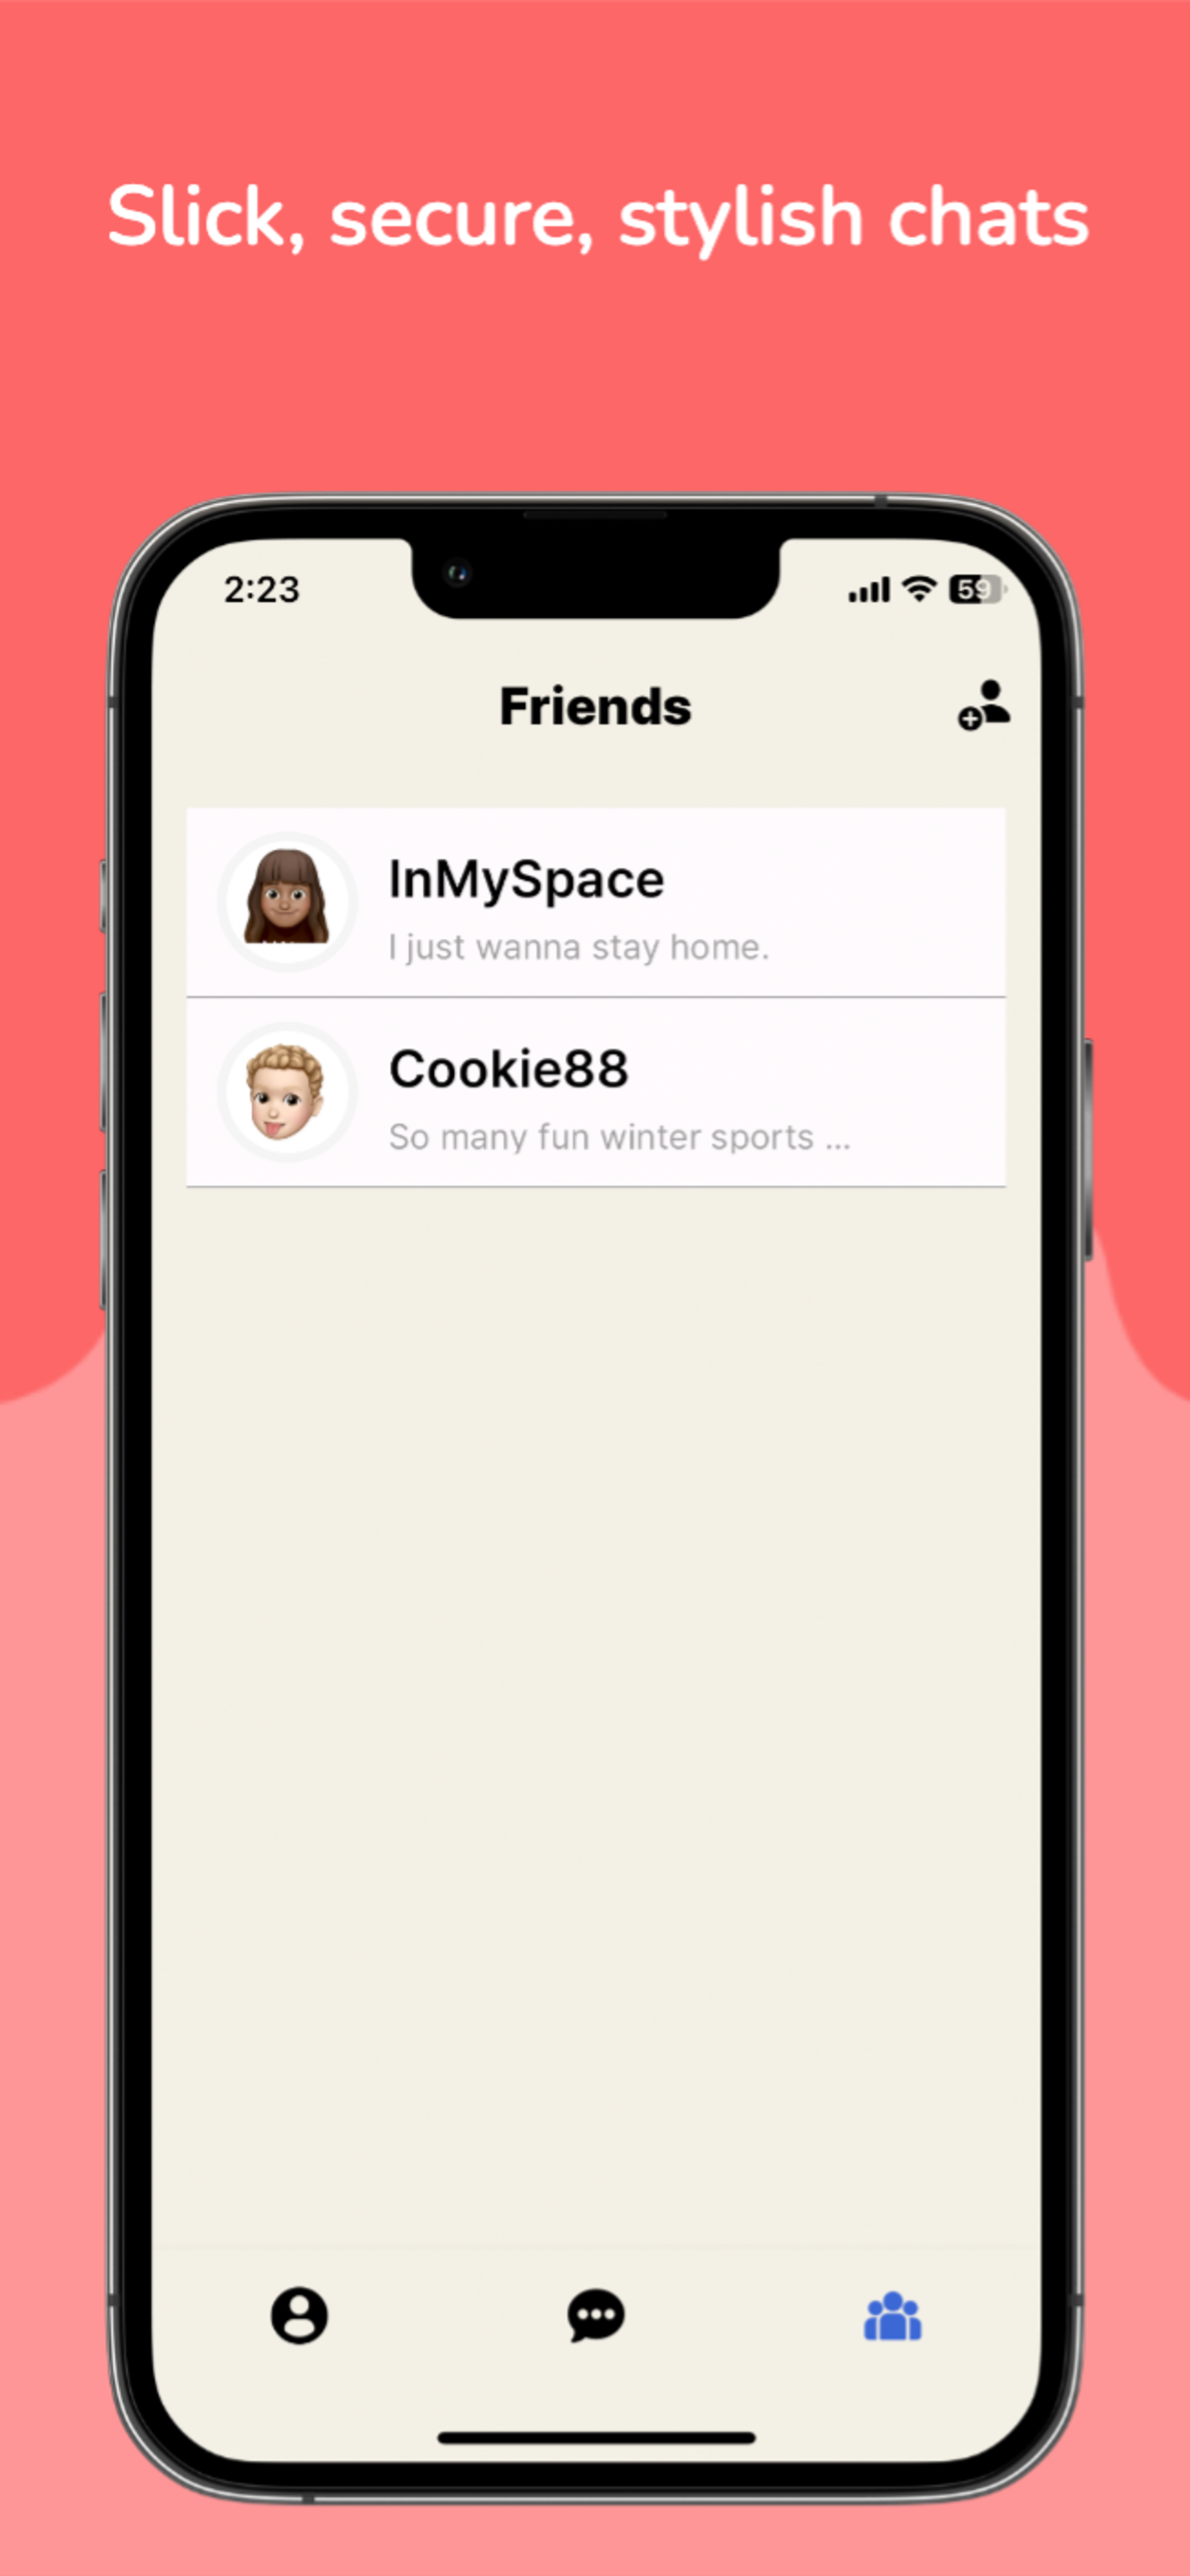 Slick, secure, stylish chats
2:23
59
Friends
InMySpace
I just wanna stay home.
Cookie88
So many fun winter sports ...